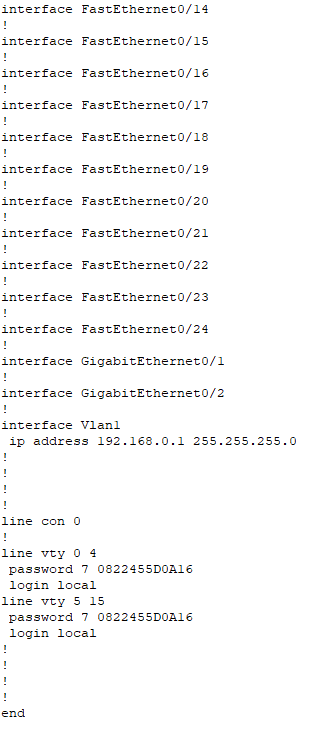 interface FastEthernet0/14
!
interface FastEthernet0/15
!
interface FastEthernet0/16
!
interface FastEthernet0/17
!
interface FastEthernet0/18
!
interface FastEthernet0/19
!
interface FastEthernet0/20
!
interface FastEthernet0/21
!
interface FastEthernet0/22
!
interface FastEthernet0/23
!
interface FastEthernet0/24
!
interface GigabitEthernet0/1
!
interface GigabitEthernet0/2
!
interface Vlan1
 ip address 192.168.0.1 255.255.255.0
!
!
!
!
line con 0
!
line vty 0 4
 password 7 0822455D0A16
 login local
line vty 5 15
 password 7 0822455D0A16
 login local
!
!
!
!
end